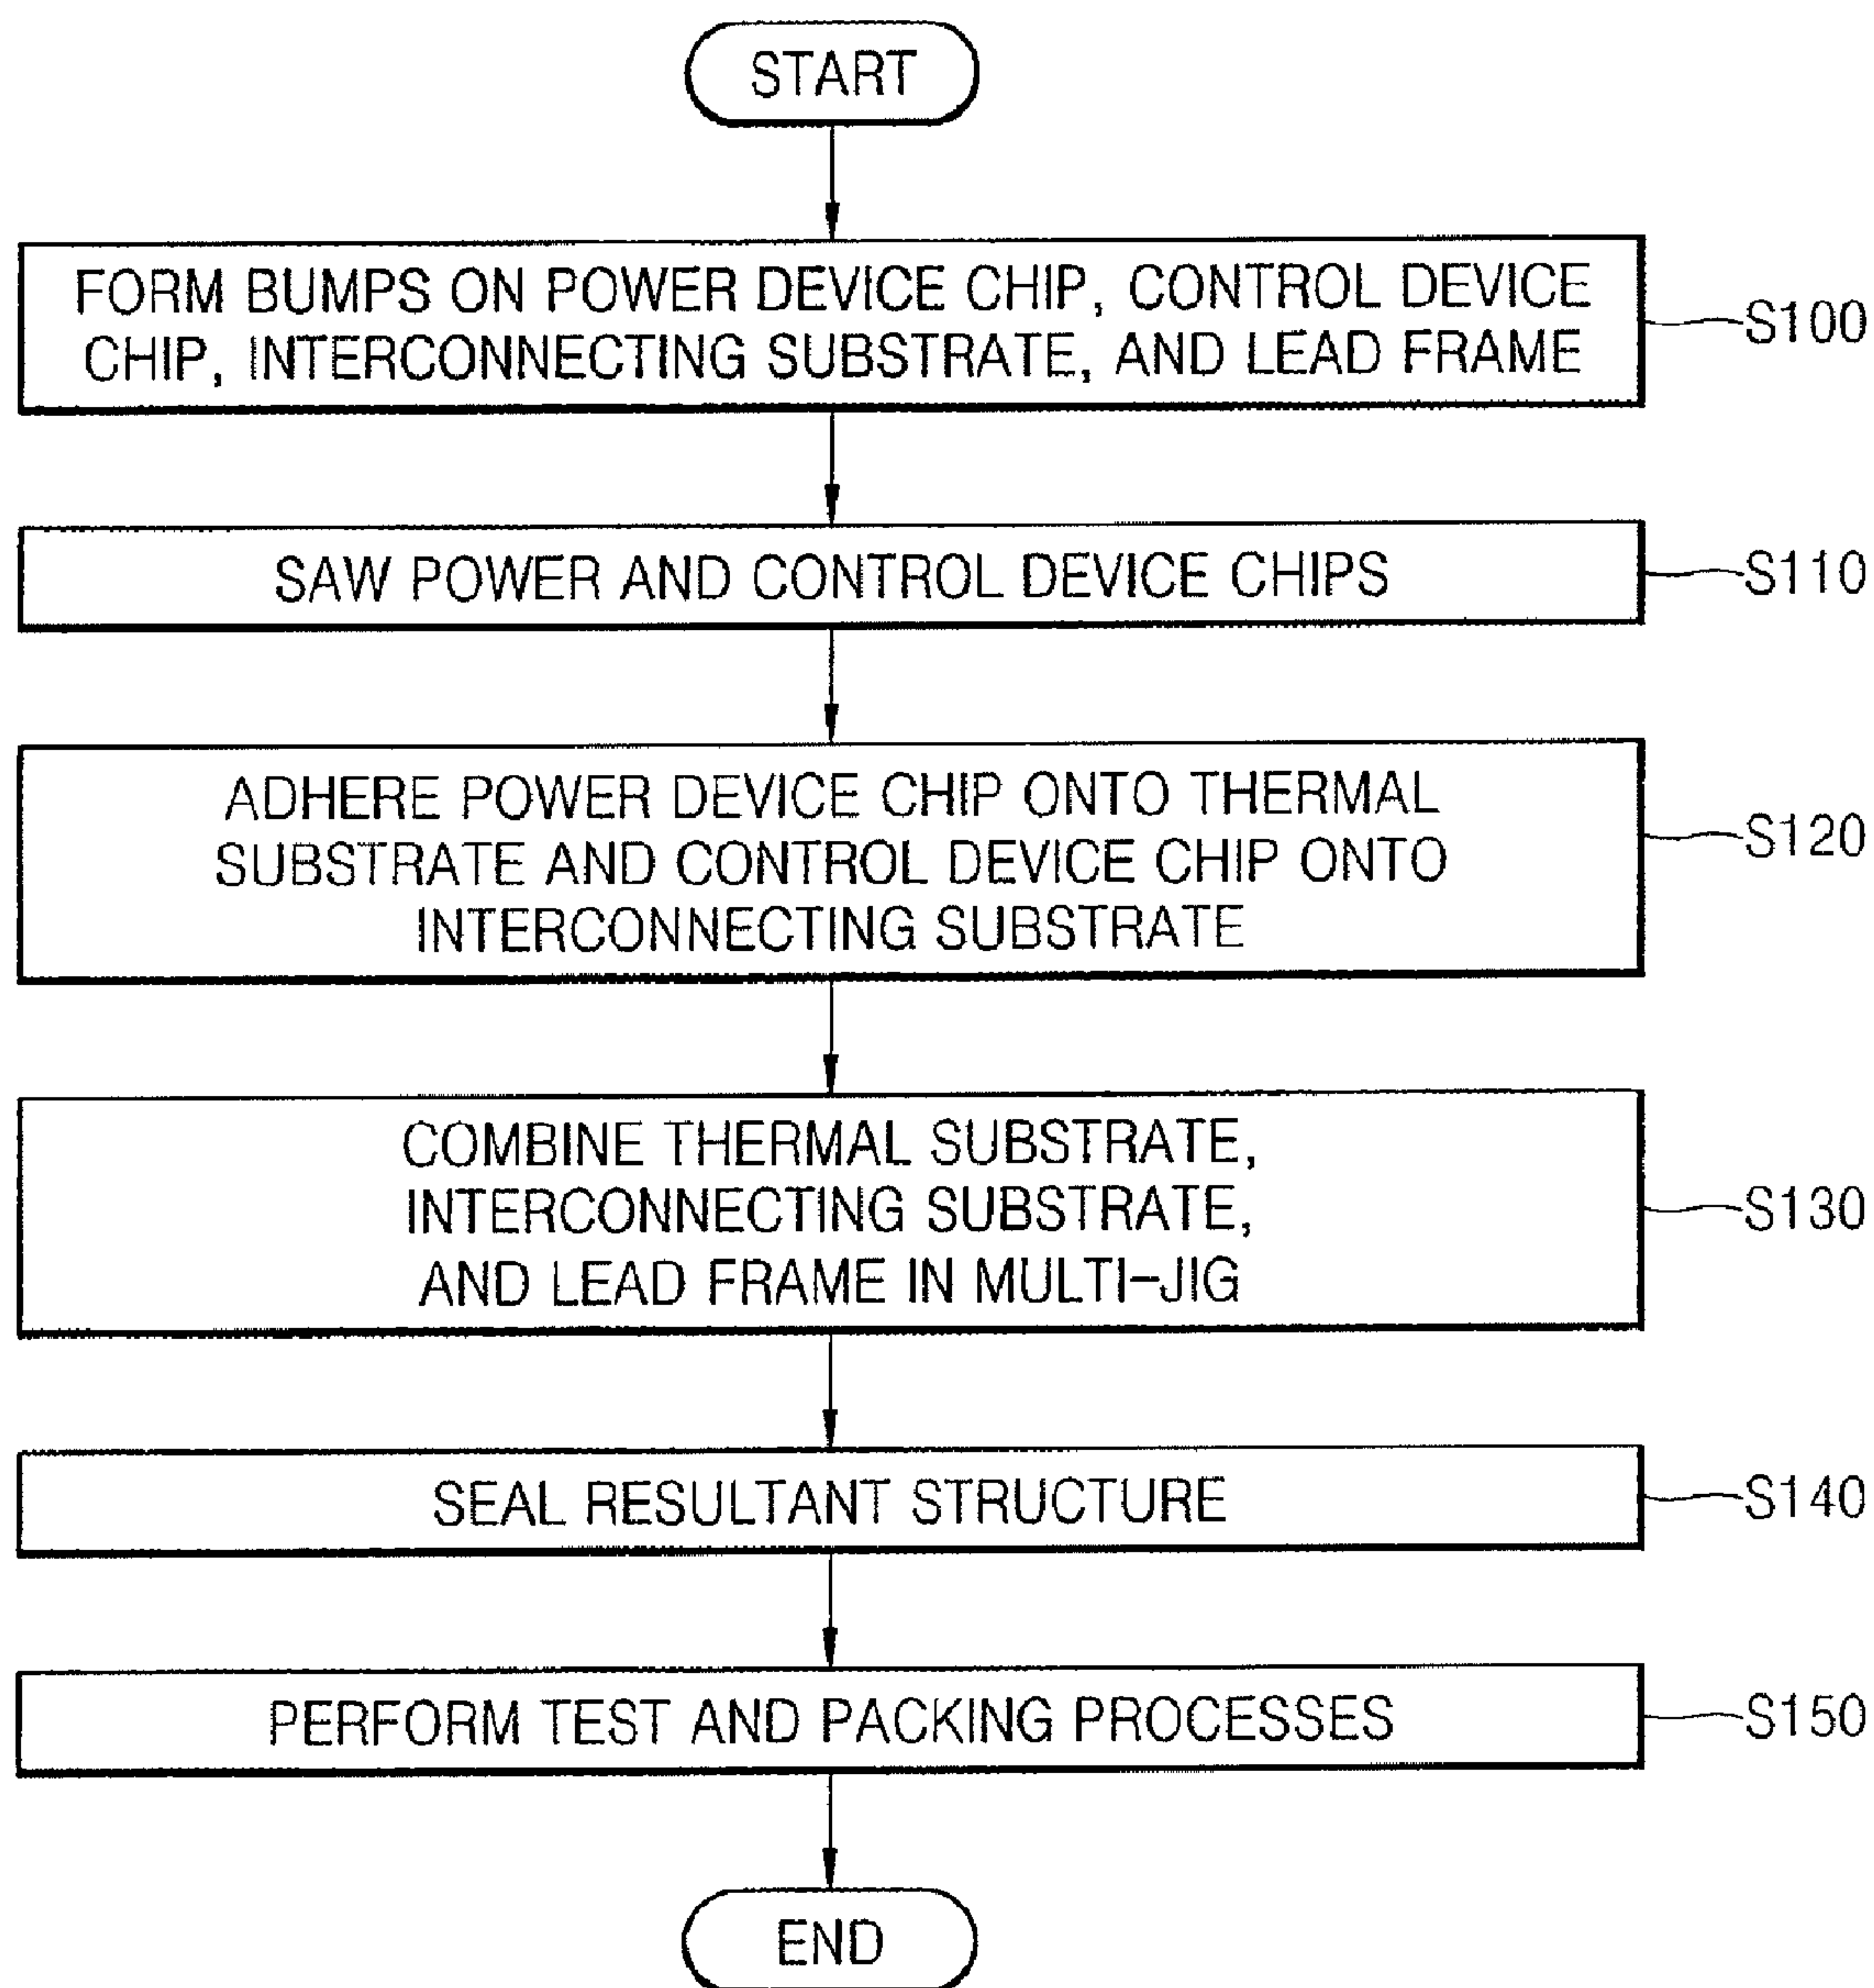 START
FORM BUMPS ON POWER DEVICE CHIP, CONTROL DEVICE
CHIP, INTERCONNECTING SUBSTRATE, AND LEAD FRAME
S100
SAW POWER AND CONTROL DEVICE CHIPS
S110
ADHERE POWER DEVICE CHIP ONTO THERMAL
SUBSTRATE AND CONTROL DEVICE CHIP ONTO
INTERCONNECTING SUBSTRATE
S120
COMBINE THERMAL SUBSTRATE,
INTERCONNECTING SUBSTRATE,
AND LEAD FRAME IN MULTI-JIG
S130
SEAL RESULTANT STRUCTURE
S140
PERFORM TEST AND PACKING PROCESSES
S150
END